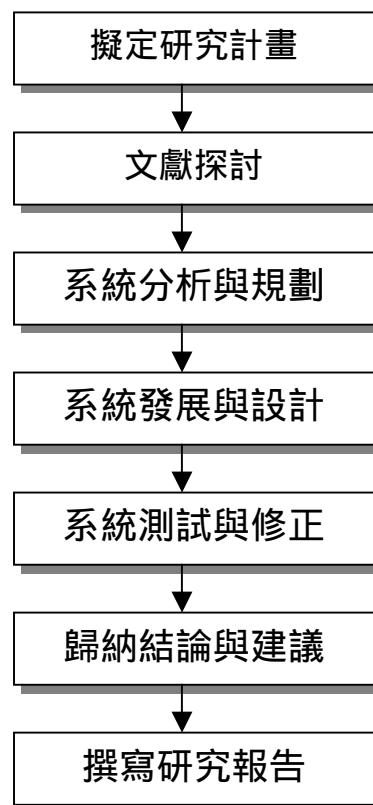 擬定研究計畫
文獻探討
系統分析與規劃
系統發展與設計
系統測試與修正
歸納結論與建議
撰寫研究報告